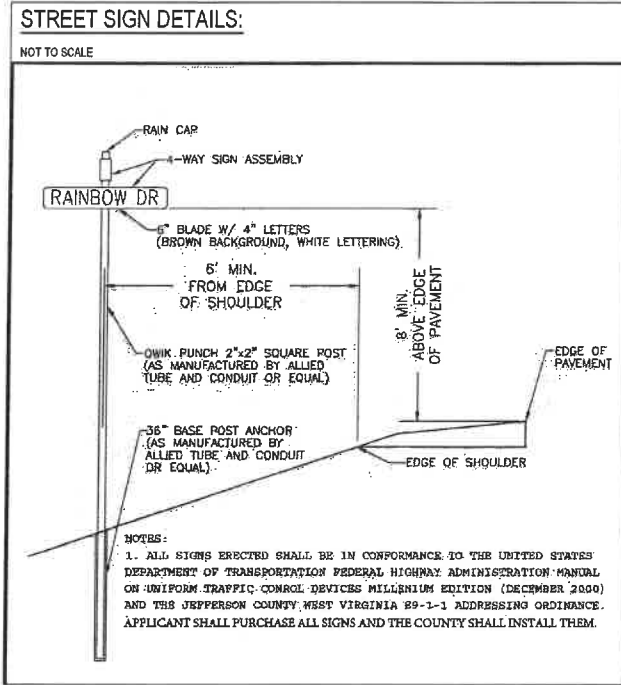 STREET SIGN DETAILS:
NOT TO SCALE
RAIN CAP
4-WAY SIGN ASSEMBLY
RAINBOW DR
6" BLADE W/ 4" LETTERS
(BROWN BACKGROUND, WHITE LETTERING)
6' MIN.
FROM EDGE
OF SHOULDER
8' MIN.
ABOVE EDGE
OF PAVEMENT
QWIK PUNCH 2"x2" SQUARE POST
(AS MANUFACTURED BY ALLIED
TUBE AND CONDUIT OR EQUAL)
EDGE OF
PAVEMENT
36" BASE POST ANCHOR
(AS MANUFACTURED BY
ALLIED TUBE AND CONDUIT
OR EQUAL)
EDGE OF SHOULDER
NOTES:
1. ALL SIGNS ERECTED SHALL BE IN CONFORMANCE TO THE UNITED STATES
DEPARTMENT OF TRANSPORTATION FEDERAL HIGHWAY ADMINISTRATION MANUAL
ON UNIFORM TRAFFIC CONROL DEVICES MILLENIUM EDITION (DECEMBER 2000)
AND THE JEFFERSON COUNTY WEST VIRGINIA E9-1-1 ADDRESSING ORDINANCE.
APPLICANT SHALL PURCHASE ALL SIGNS AND THE COUNTY SHALL INSTALL THEM.